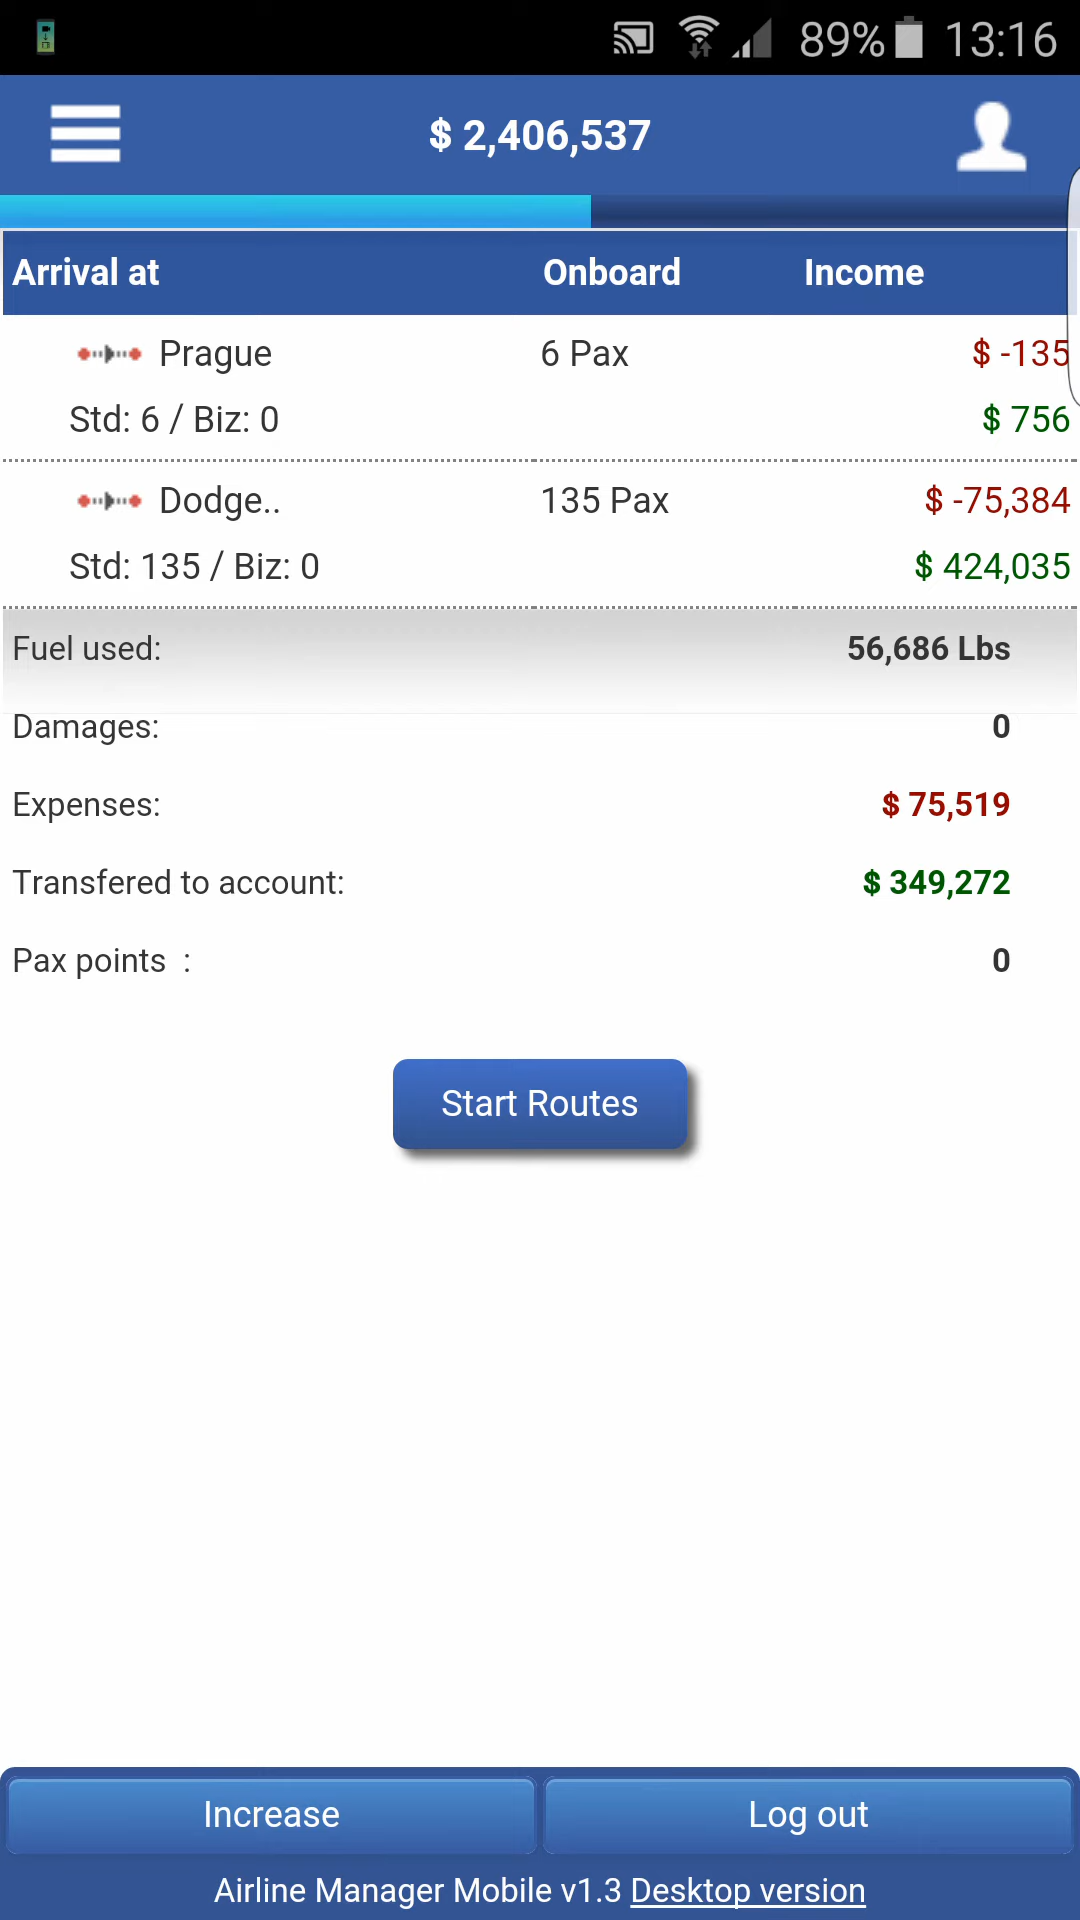 89% 13:16
$ 2,406,537
Arrival at Onboard Income
Prague 6 Pax $ -135
Std: 6 / Biz: 0 $ 756
Dodge.. 135 Pax $ -75,384
Std: 135 / Biz: 0 $ 424,035
Fuel used: 56,686 Lbs
Damages: 0
Expenses: $ 75,519
Transfered to account: $ 349,272
Pax points : 0
Start Routes
Increase Log out
Airline Manager Mobile v1.3 Desktop version